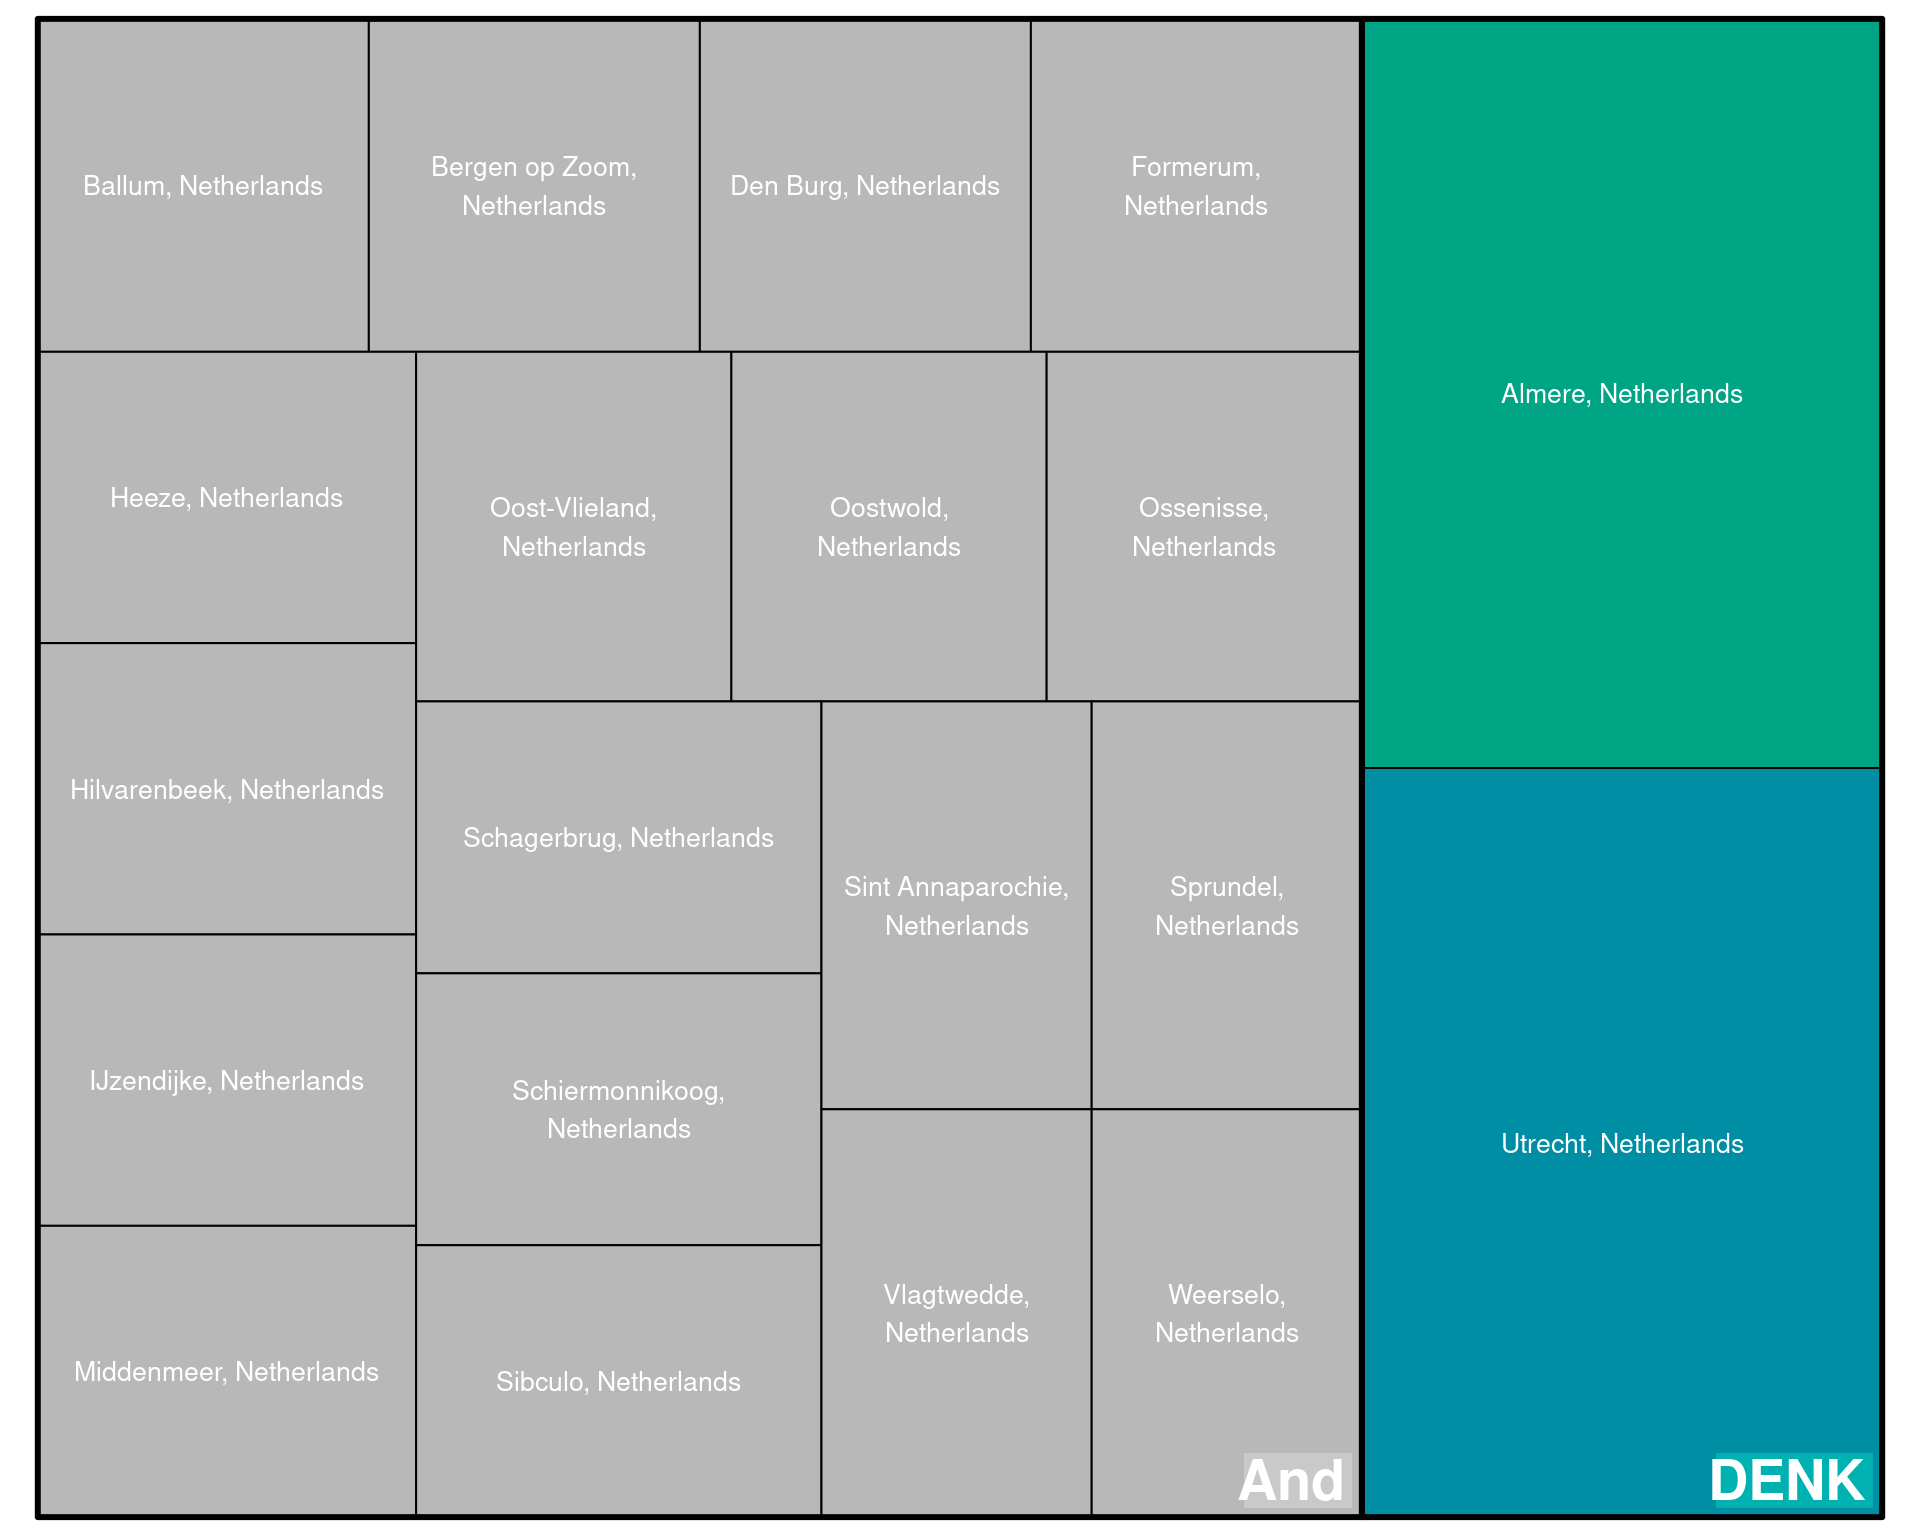 Ballum, Netherlands
Bergen op Zoom,
Netherlands
Den Burg, Netherlands
Formerum,
Netherlands
Almere, Netherlands
Heeze, Netherlands
Oost-Vlieland,
Netherlands
Oostwold,
Netherlands
Ossenisse,
Netherlands
Hilvarenbeek, Netherlands
Schagerbrug, Netherlands
Sint Annaparochie,
Netherlands
Sprundel,
Netherlands
IJzendijke, Netherlands
Schiermonnikoog,
Netherlands
Utrecht, Netherlands
Middenmeer, Netherlands
Sibculo, Netherlands
Vlagtwedde,
Netherlands
Weerselo,
Netherlands
And
DENK